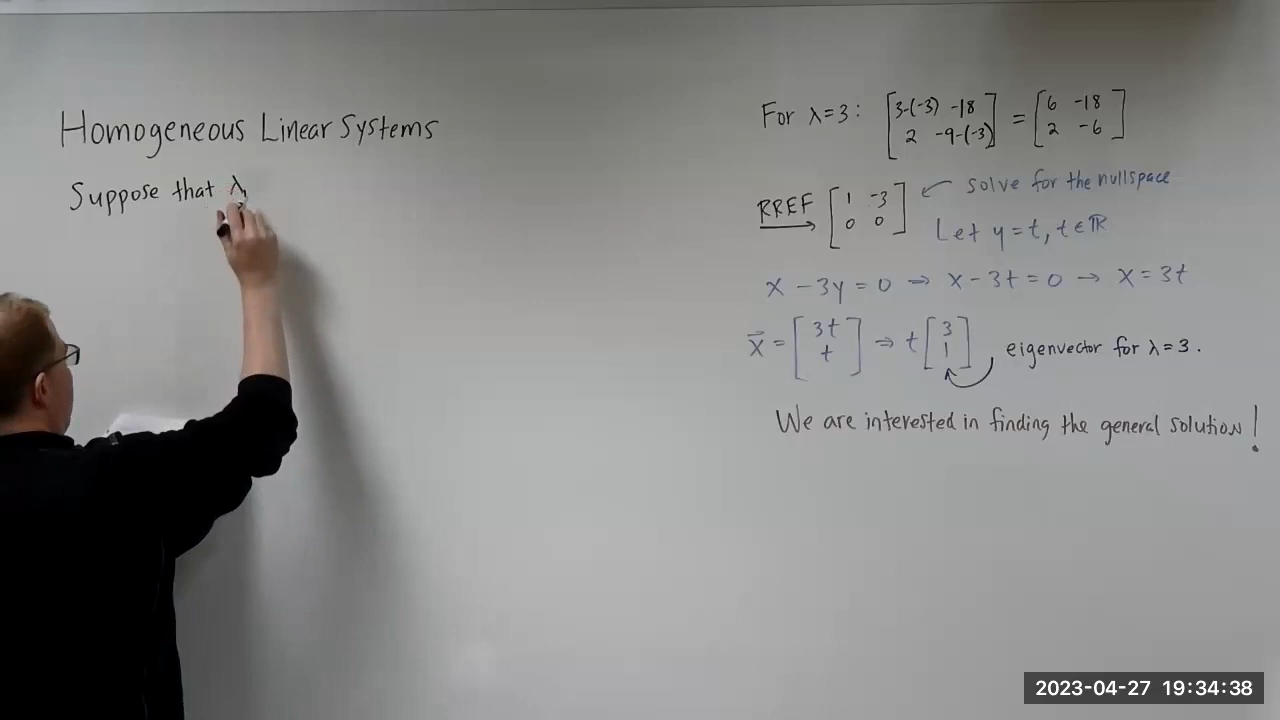 Homogeneous Linear Systems
Suppose that λ
For λ=3: [3-(-3) -18; 2 -9-(-3)] = [6 -18; 2 -6]
RREF → [1 -3; 0 0] ← solve for the nullspace
Let y=t, t∈ℝ
x - 3y = 0 → x - 3t = 0 → x = 3t
x⃗ = [3t; t] ⇒ t[3; 1] eigenvector for λ=3.
We are interested in finding the general solution!
2023-04-27 19:34:38